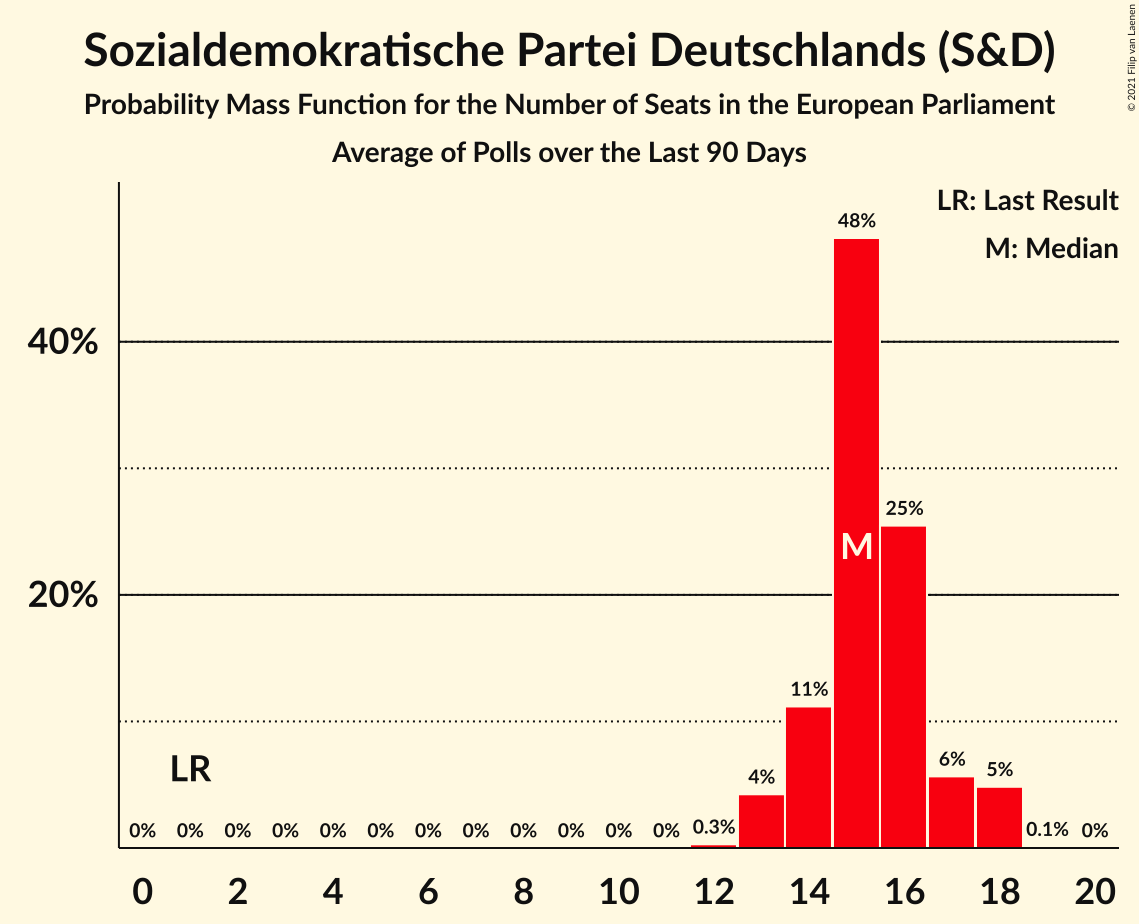 Sozialdemokratische Partei Deutschlands (S&D)
Probability Mass Function for the Number of Seats in the European Parliament
Average of Polls over the Last 90 Days
© 2021 Filip van Laenen
LR: Last Result
M: Median
48%
40%
25%
M
20%
11%
LR
4%
6%
5%
0% 0% 0% 0% 0% 0% 0% 0% 0% 0% 0% 0% 0.3% 0.1% 0%
0 2 4 6 8 10 12 14 16 18 20